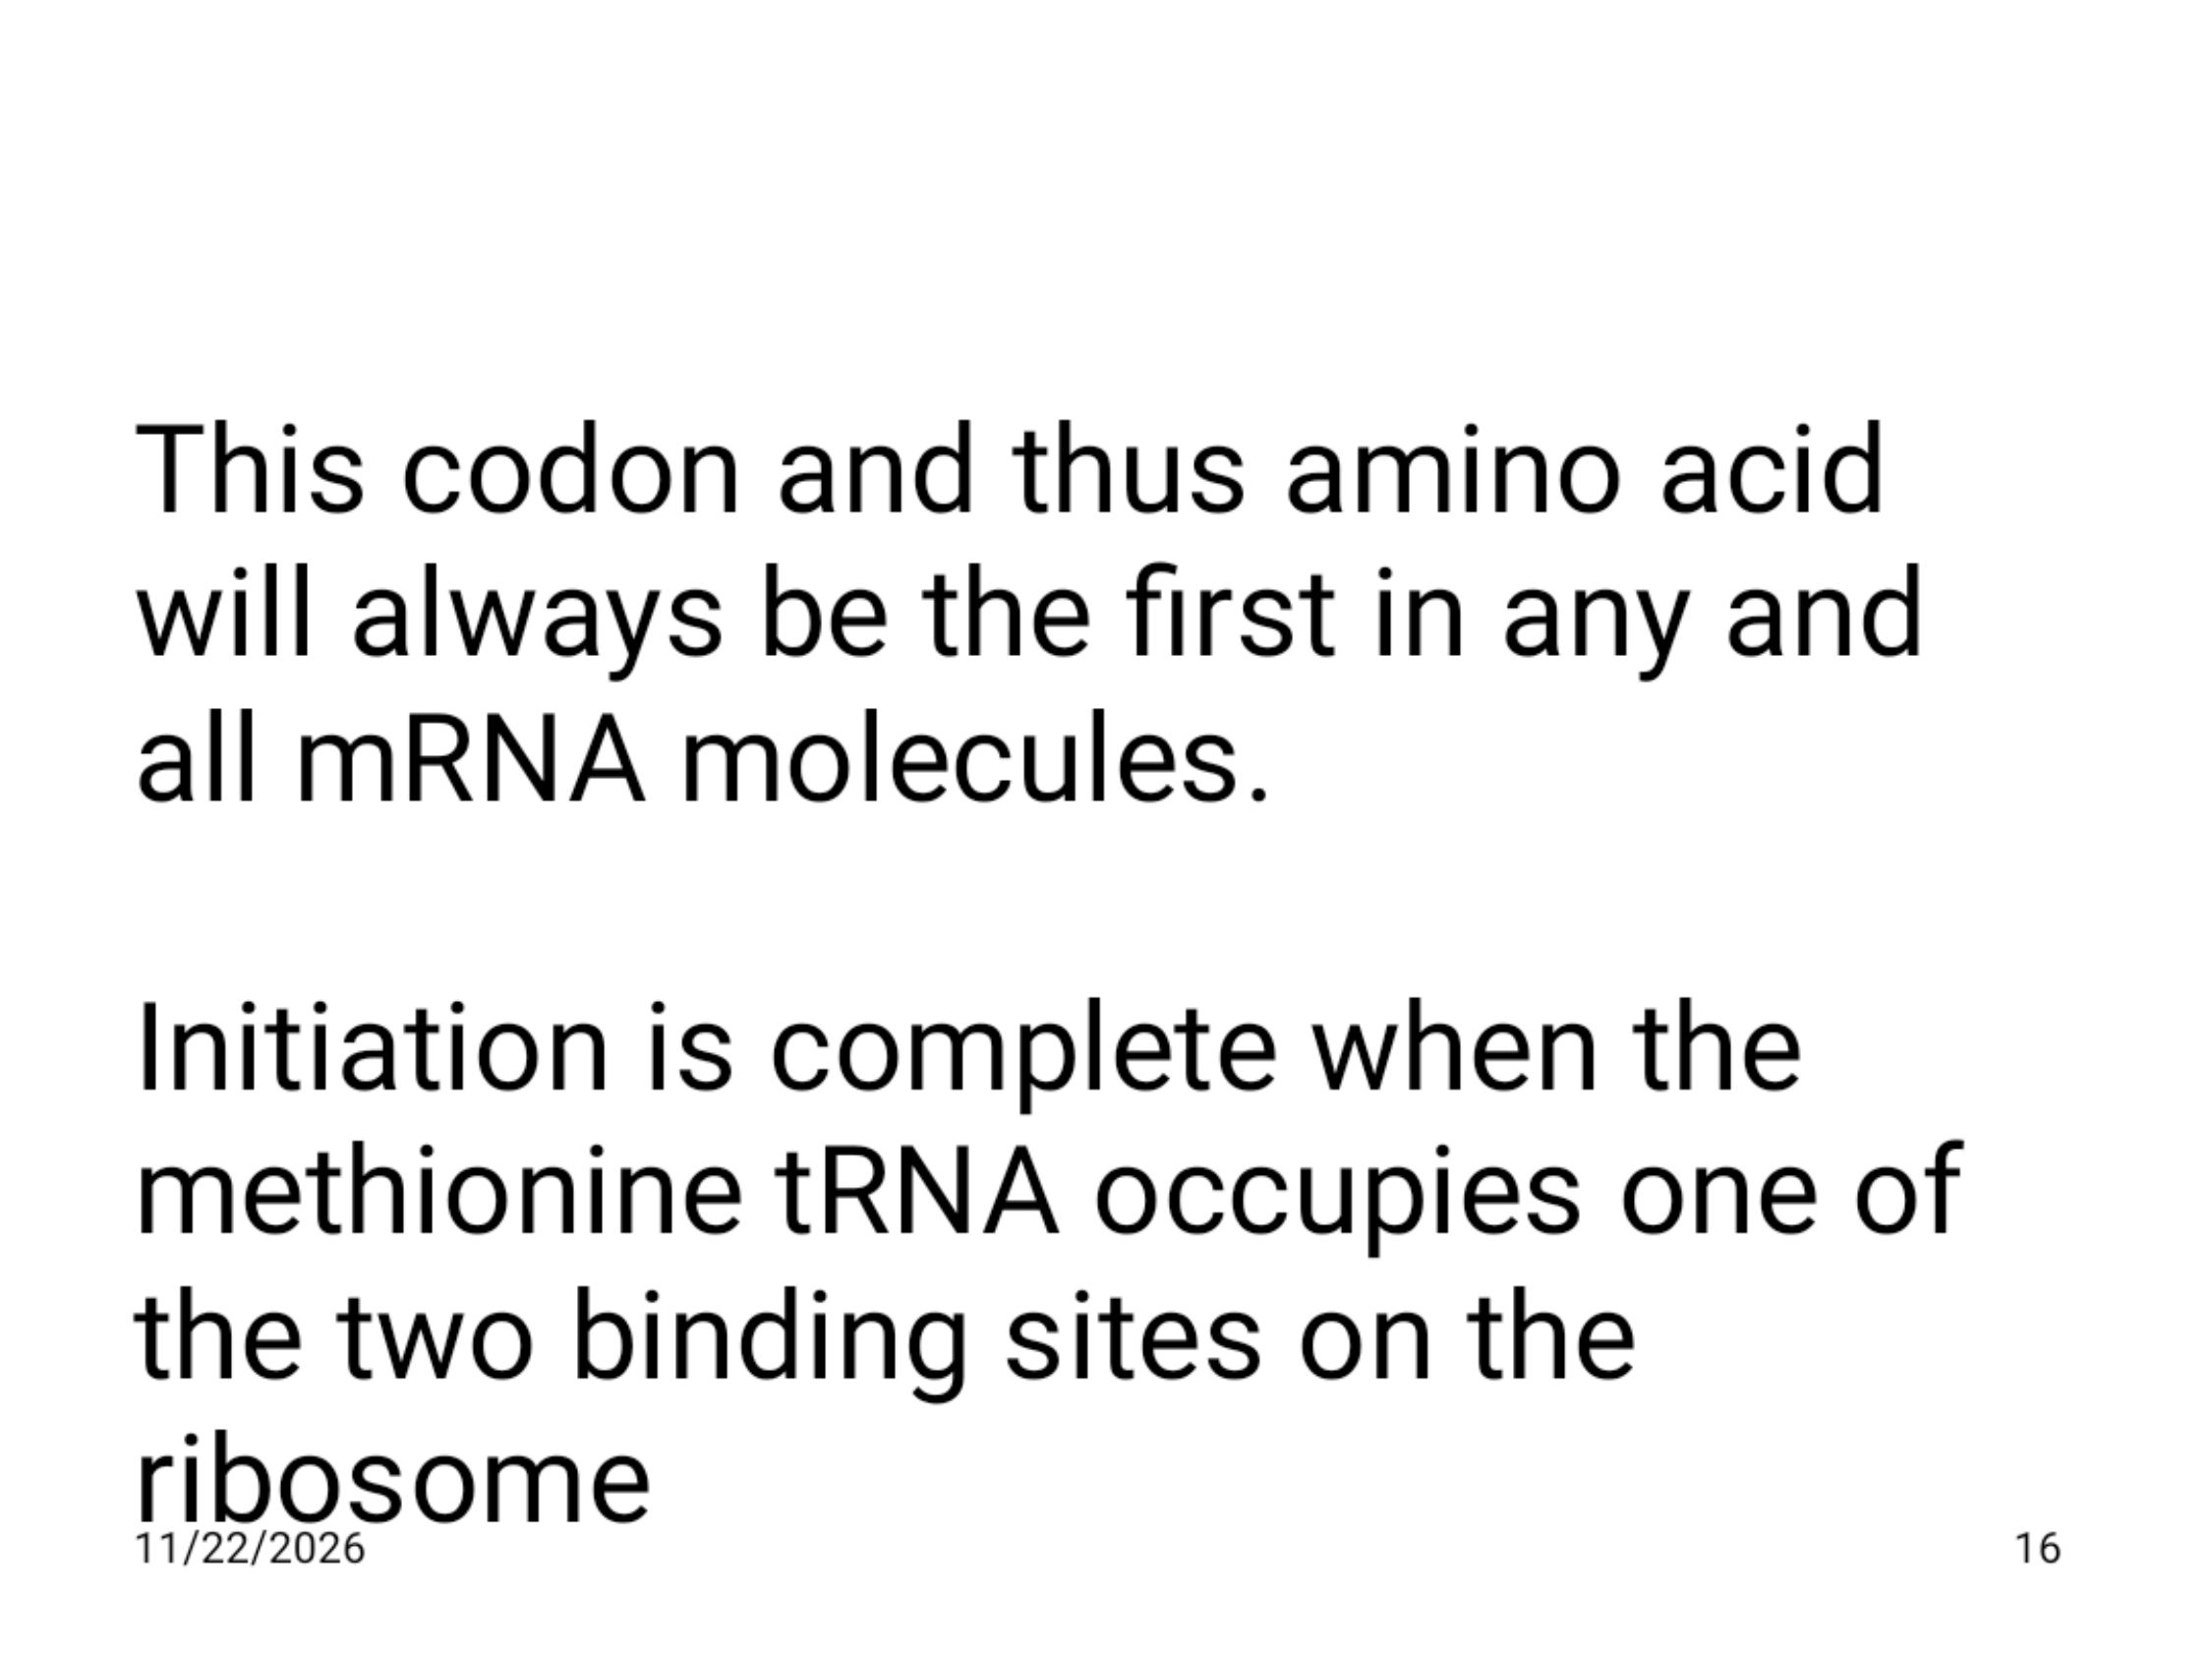 This codon and thus amino acid
will always be the first in any and
all mRNA molecules.
Initiation is complete when the
methionine tRNA occupies one of
the two binding sites on the
ribosome
11/22/2026
16